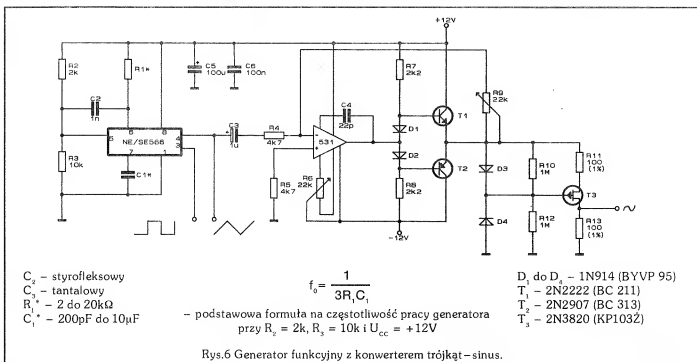 +12V
R2
2k
R1*
C5
100u
C6
100n
R7
2k2
R9
22k
C2
1n
C4
22p
T1
C3
1u
R4
4k7
D1
NE/SE566
5
6
8
4
3
7
1
531
D2
T2
D3
R10
1M
R11
100
(1%)
R3
10k
C1*
R5
4k7
R6
22k
R8
2k2
T3
D4
R12
1M
R13
100
(1%)
-12V
C2 – styrofleksowy
C3 – tantalowy
R1* – 2 do 20kΩ
C1* – 200pF do 10µF
f0 = 1 / 3R1C1
– podstawowa formuła na częstotliwość pracy generatora
przy R2 = 2k, R3 = 10k i Ucc = +12V
D1 do D4 – 1N914 (BYVP 95)
T1 – 2N2222 (BC 211)
T2 – 2N2907 (BC 313)
T3 – 2N3820 (KP103Ż)
Rys.6 Generator funkcyjny z konwerterem trójkąt–sinus.